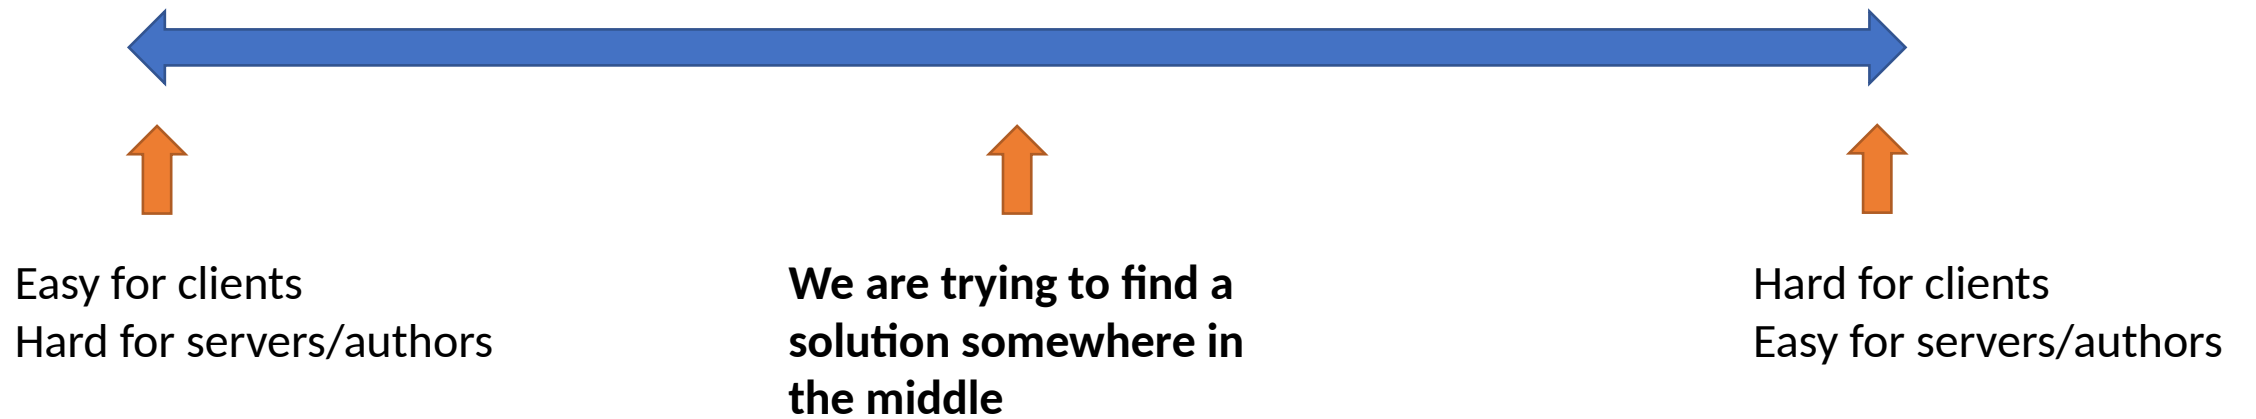 Easy for clients
Hard for servers/authors
We are trying to find a
solution somewhere in
the middle
Hard for clients
Easy for servers/authors